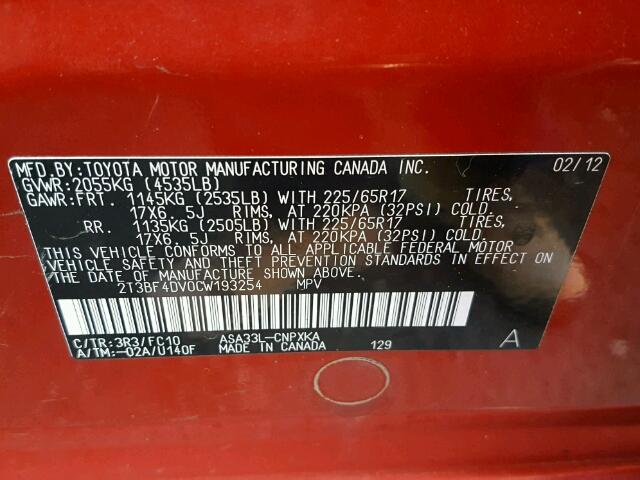 MFD. BY: TOYOTA MOTOR MANUFACTURING CANADA INC. 02/12
GVWR: 2055KG (4535LB)
GAWR: FRT. 1145KG (2535LB) WITH 225/65R17 TIRES,
17X6. 5J RIMS, AT 220KPA (32PSI) COLD.
RR. 1135KG (2505LB) WITH 225/65R17 TIRES,
17X6. 5J RIMS, AT 220KPA (32PSI) COLD.
THIS VEHICLE CONFORMS TO ALL APPLICABLE FEDERAL MOTOR
VEHICLE SAFETY AND THEFT PREVENTION STANDARDS IN EFFECT ON
THE DATE OF MANUFACTURE SHOWN ABOVE.
2T3BF4DV0CW193254 MPV
C/TR: 3R3/FC10 ASA33L-CNPXKA
A/TM: -02A/U140F MADE IN CANADA 129 A